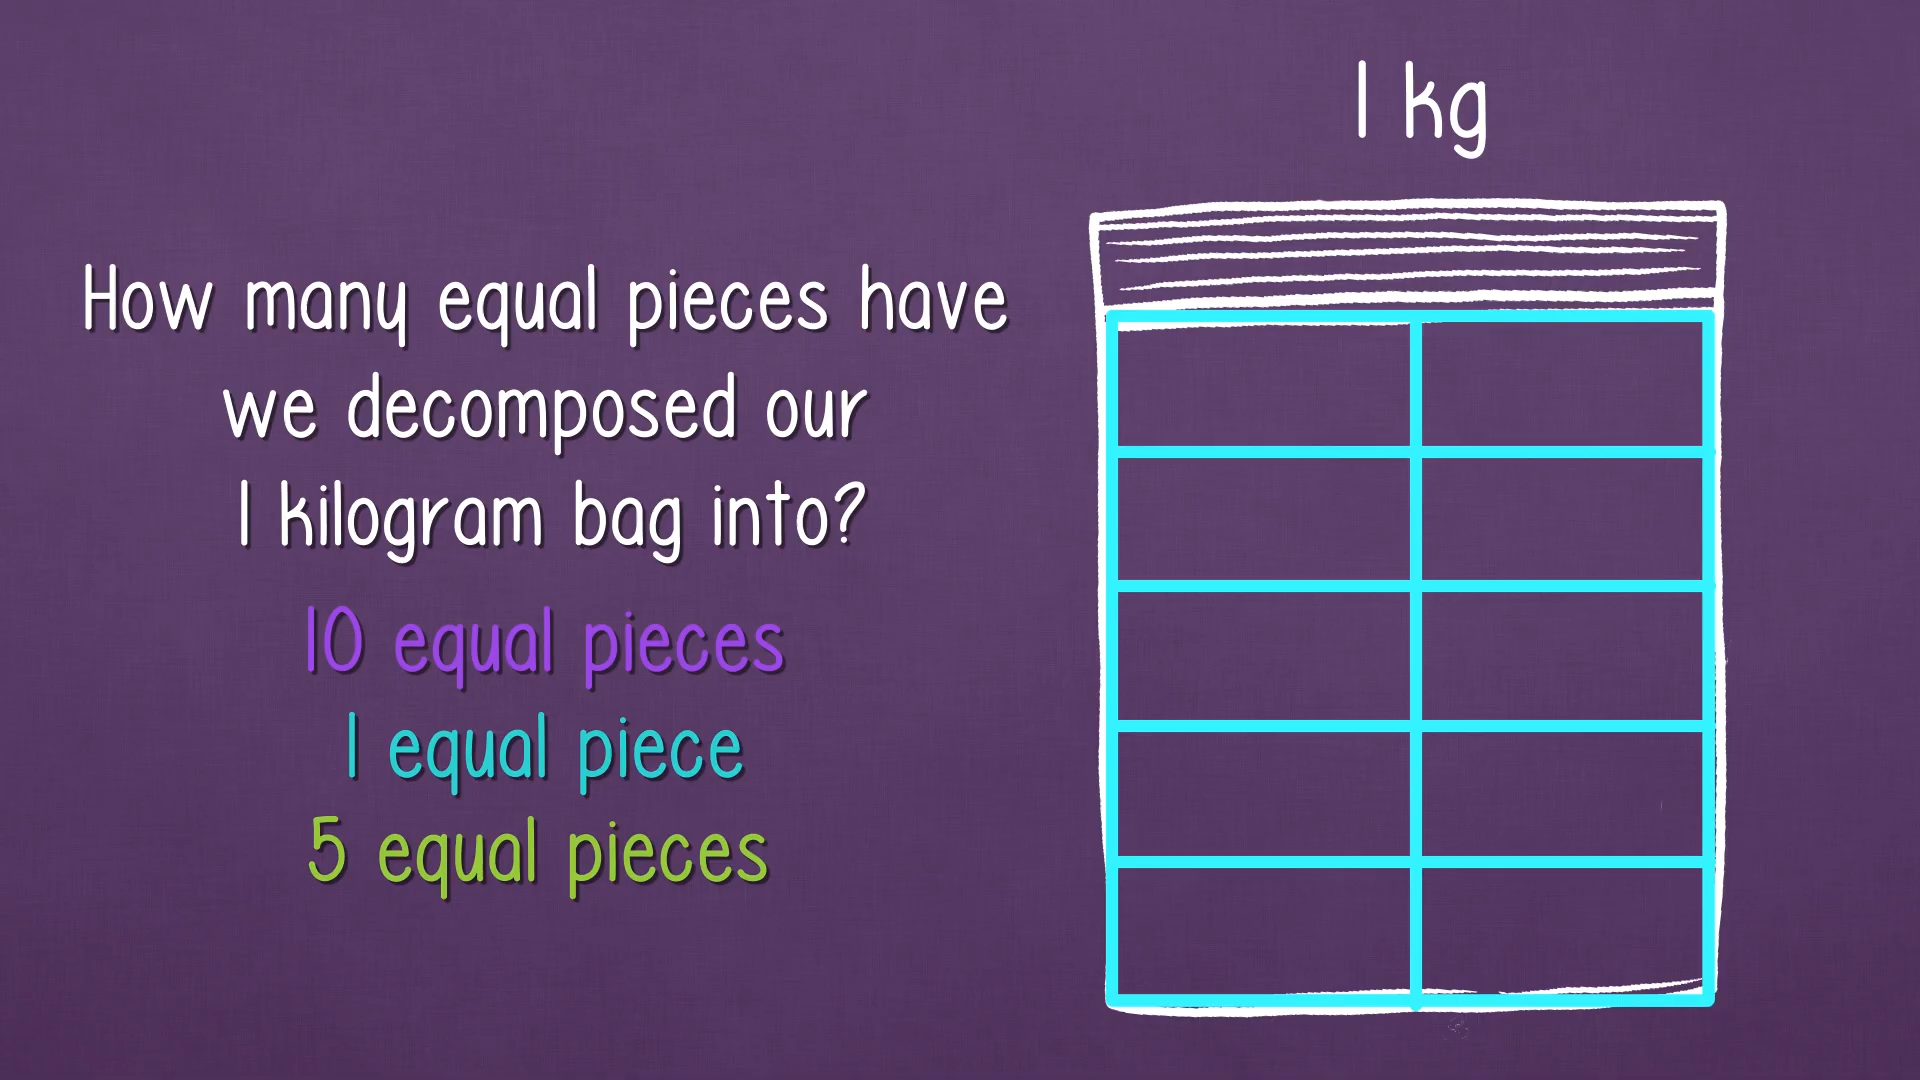 1 kg
How many equal pieces have
we decomposed our
1 kilogram bag into?
10 equal pieces
1 equal piece
5 equal pieces